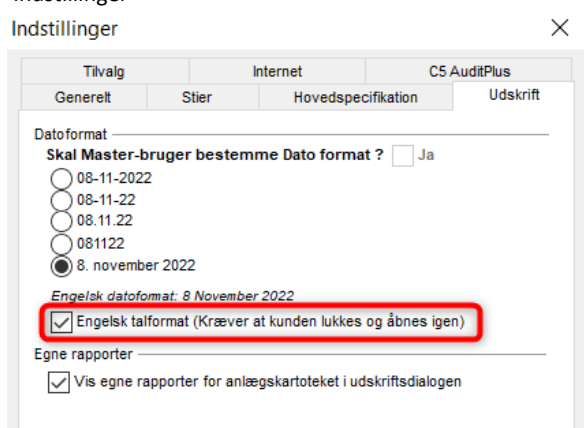 Indstillinger
Tilvalg Internet C5 AuditPlus
Generelt Stier Hovedspecifikation Udskrift
Datoformat
Skal Master-bruger bestemme Dato format ? Ja
08-11-2022
08-11-22
08.11.22
081122
8. november 2022
Engelsk datoformat: 8 November 2022
Engelsk talformat (Kræver at kunden lukkes og åbnes igen)
Egne rapporter
Vis egne rapporter for anlægskartoteket i udskriftsdialogen